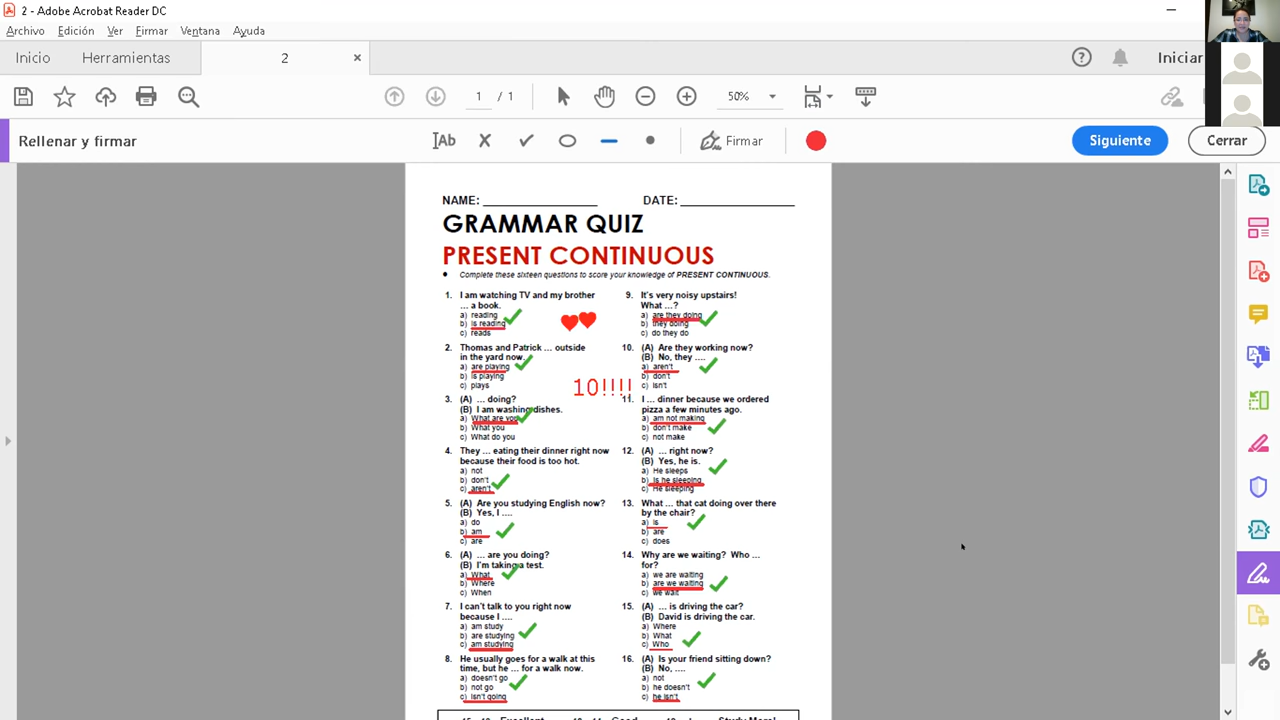 2 - Adobe Acrobat Reader DC
Archivo Edición Ver Firmar Ventana Ayuda
Inicio Herramientas 2 × Iniciar
1 / 1 50%
Rellenar y firmar Ab Firmar Siguiente Cerrar
NAME: ____________________ DATE: ____________________
GRAMMAR QUIZ
PRESENT CONTINUOUS
• Complete these sixteen questions to score your knowledge of PRESENT CONTINUOUS.
1. I am watching TV and my brother
... a book.
a) reading
b) is reading
c) reads
2. Thomas and Patrick ... outside
in the yard now.
a) are playing
b) is playing
c) plays
10!!!!
3. (A) ... doing?
(B) I am washing dishes.
a) What are you
b) What you
c) What do you
4. They ... eating their dinner right now
because their food is too hot.
a) not
b) don't
c) aren't
5. (A) Are you studying English now?
(B) Yes, I ....
a) do
b) am
c) are
6. (A) ... are you doing?
(B) I'm taking a test.
a) What
b) Where
c) When
7. I can't talk to you right now
because I ....
a) am study
b) are studying
c) am studying
8. He usually goes for a walk at this
time, but he ... for a walk now.
a) doesn't go
b) not go
c) isn't going
9. It's very noisy upstairs!
What ...?
a) are they doing
b) they doing
c) do they do
10. (A) Are they working now?
(B) No, they ....
a) aren't
b) don't
c) isn't
11. I ... dinner because we ordered
pizza a few minutes ago.
a) am not making
b) don't make
c) not make
12. (A) ... right now?
(B) Yes, he is.
a) He sleeps
b) Is he sleeping
c) He sleeping
13. What ... that cat doing over there
by the chair?
a) is
b) are
c) does
14. Why are we waiting? Who ...
for?
a) we are waiting
b) are we waiting
c) we wait
15. (A) ... is driving the car?
(B) David is driving the car.
a) Where
b) What
c) Who
16. (A) Is your friend sitting down?
(B) No, ....
a) not
b) he doesn't
c) he isn't